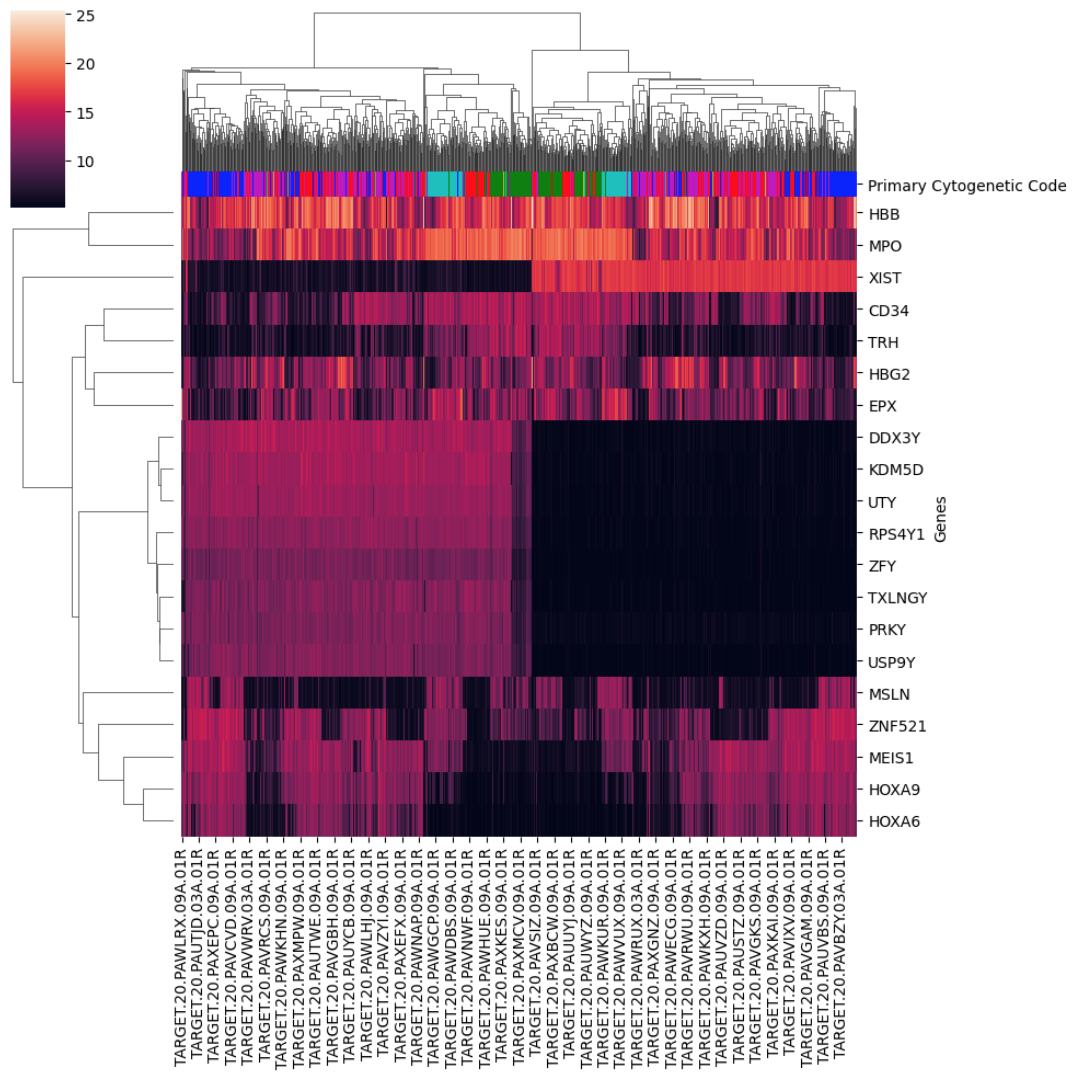 25
20
15
10
Primary Cytogenetic Code
HBB
MPO
XIST
CD34
TRH
HBG2
EPX
DDX3Y
KDM5D
UTY
RPS4Y1
ZFY
TXLNGY
PRKY
USP9Y
MSLN
ZNF521
MEIS1
HOXA9
HOXA6
Genes
TARGET.20.PAWLRX.09A.01R
TARGET.20.PAUTJD.03A.01R
TARGET.20.PAXEPC.09A.01R
TARGET.20.PAVCVD.09A.01R
TARGET.20.PAVWRV.03A.01R
TARGET.20.PAVRCS.09A.01R
TARGET.20.PAWKHN.09A.01R
TARGET.20.PAXMPW.09A.01R
TARGET.20.PAUTWE.09A.01R
TARGET.20.PAVGBH.09A.01R
TARGET.20.PAUYCB.09A.01R
TARGET.20.PAWLHJ.09A.01R
TARGET.20.PAVZYI.09A.01R
TARGET.20.PAXEFX.09A.01R
TARGET.20.PAWNAP.09A.01R
TARGET.20.PAWGCP.09A.01R
TARGET.20.PAWDBS.09A.01R
TARGET.20.PAVNWF.09A.01R
TARGET.20.PAWHUE.09A.01R
TARGET.20.PAXKES.09A.01R
TARGET.20.PAXMCV.09A.01R
TARGET.20.PAVSIZ.09A.01R
TARGET.20.PAXBCW.09A.01R
TARGET.20.PAUUYJ.09A.01R
TARGET.20.PAUWYZ.09A.01R
TARGET.20.PAWKUR.09A.01R
TARGET.20.PAWVUX.09A.01R
TARGET.20.PAWRUX.03A.01R
TARGET.20.PAXGNZ.09A.01R
TARGET.20.PAWECG.09A.01R
TARGET.20.PAVRWU.09A.01R
TARGET.20.PAWKXH.09A.01R
TARGET.20.PAUVZD.09A.01R
TARGET.20.PAUSTZ.09A.01R
TARGET.20.PAVGKS.09A.01R
TARGET.20.PAXKAI.09A.01R
TARGET.20.PAVIXV.09A.01R
TARGET.20.PAVGAM.09A.01R
TARGET.20.PAUVBS.09A.01R
TARGET.20.PAVBZY.03A.01R